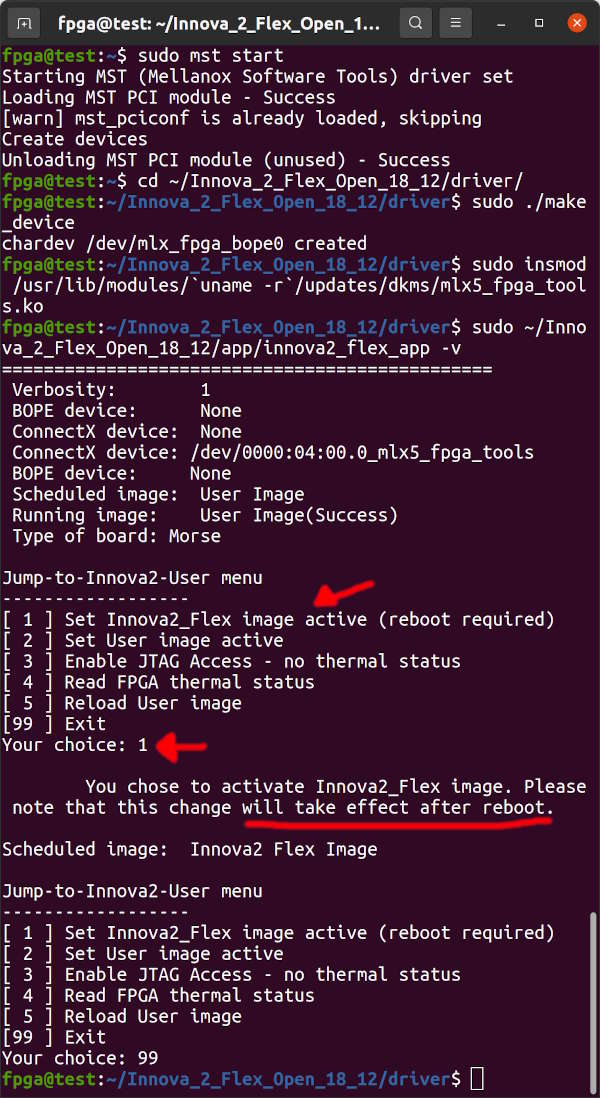 fpga@test: ~/Innova_2_Flex_Open_1...
fpga@test:~$ sudo mst start
Starting MST (Mellanox Software Tools) driver set
Loading MST PCI module - Success
[warn] mst_pciconf is already loaded, skipping
Create devices
Unloading MST PCI module (unused) - Success
fpga@test:~$ cd ~/Innova_2_Flex_Open_18_12/driver/
fpga@test:~/Innova_2_Flex_Open_18_12/driver$ sudo ./make
_device
chardev /dev/mlx_fpga_bope0 created
fpga@test:~/Innova_2_Flex_Open_18_12/driver$ sudo insmod
 /usr/lib/modules/`uname -r`/updates/dkms/mlx5_fpga_tool
s.ko
fpga@test:~/Innova_2_Flex_Open_18_12/driver$ sudo ~/Inno
va_2_Flex_Open_18_12/app/innova2_flex_app -v
===============================================
 Verbosity:        1
 BOPE device:      None
 ConnectX device:  None
 ConnectX device: /dev/0000:04:00.0_mlx5_fpga_tools
 BOPE device:     None
 Scheduled image:  User Image
 Running image:    User Image(Success)
 Type of board: Morse
Jump-to-Innova2-User menu
------------------
[ 1 ] Set Innova2_Flex image active (reboot required)
[ 2 ] Set User image active
[ 3 ] Enable JTAG Access - no thermal status
[ 4 ] Read FPGA thermal status
[ 5 ] Reload User image
[99 ] Exit
Your choice: 1
        You chose to activate Innova2_Flex image. Please
 note that this change will take effect after reboot.
Scheduled image:  Innova2 Flex Image
Jump-to-Innova2-User menu
------------------
[ 1 ] Set Innova2_Flex image active (reboot required)
[ 2 ] Set User image active
[ 3 ] Enable JTAG Access - no thermal status
[ 4 ] Read FPGA thermal status
[ 5 ] Reload User image
[99 ] Exit
Your choice: 99
fpga@test:~/Innova_2_Flex_Open_18_12/driver$